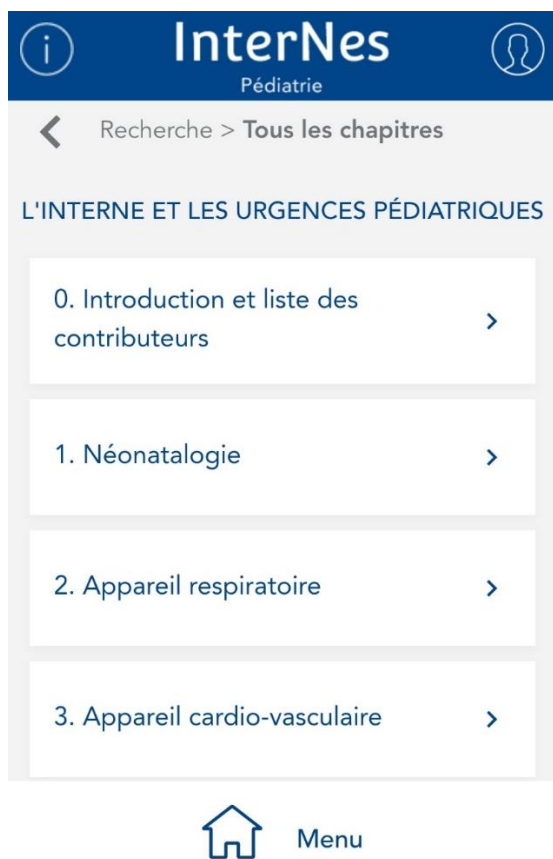 InterNes
Pédiatrie
Recherche > Tous les chapitres
L'INTERNE ET LES URGENCES PÉDIATRIQUES
0. Introduction et liste des
contributeurs
1. Néonatalogie
2. Appareil respiratoire
3. Appareil cardio-vasculaire
Menu